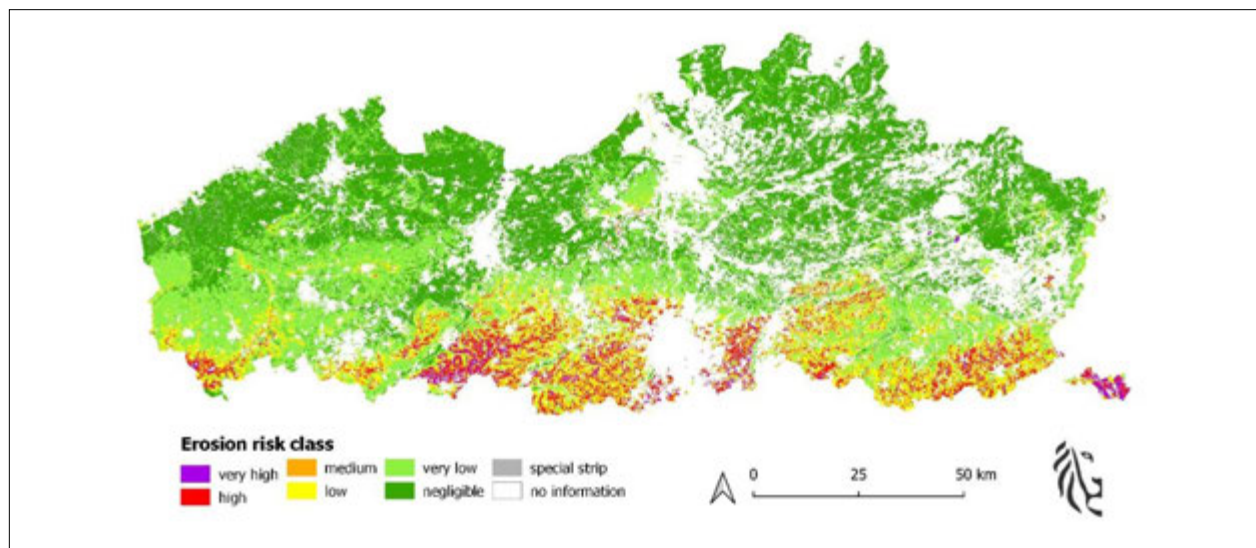 Erosion risk class
very high
high
medium
low
very low
negligible
special strip
no information
0 25 50 km